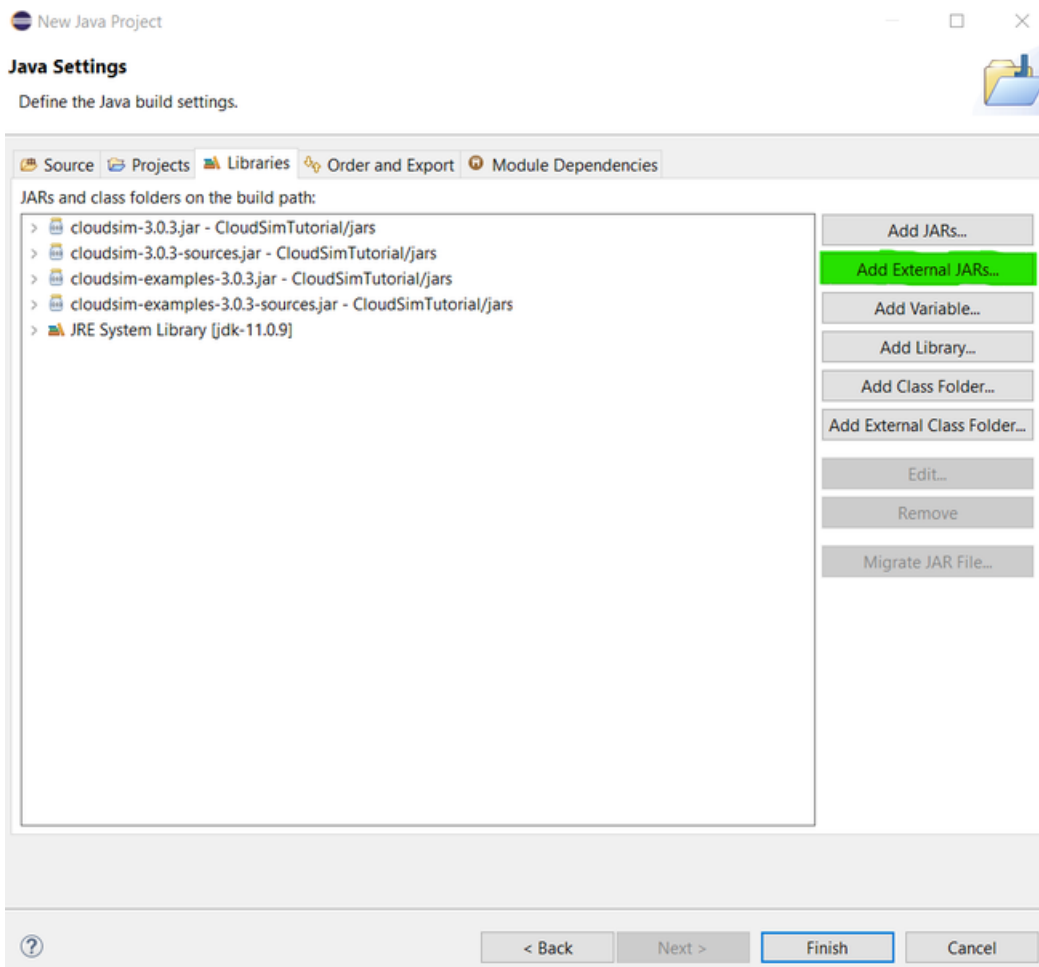 New Java Project
Java Settings
Define the Java build settings.
Source Projects Libraries Order and Export Module Dependencies
JARs and class folders on the build path:
cloudsim-3.0.3.jar - CloudSimTutorial/jars
cloudsim-3.0.3-sources.jar - CloudSimTutorial/jars
cloudsim-examples-3.0.3.jar - CloudSimTutorial/jars
cloudsim-examples-3.0.3-sources.jar - CloudSimTutorial/jars
JRE System Library [jdk-11.0.9]
Add JARs...
Add External JARs...
Add Variable...
Add Library...
Add Class Folder...
Add External Class Folder...
Edit...
Remove
Migrate JAR File...
? < Back Next > Finish Cancel